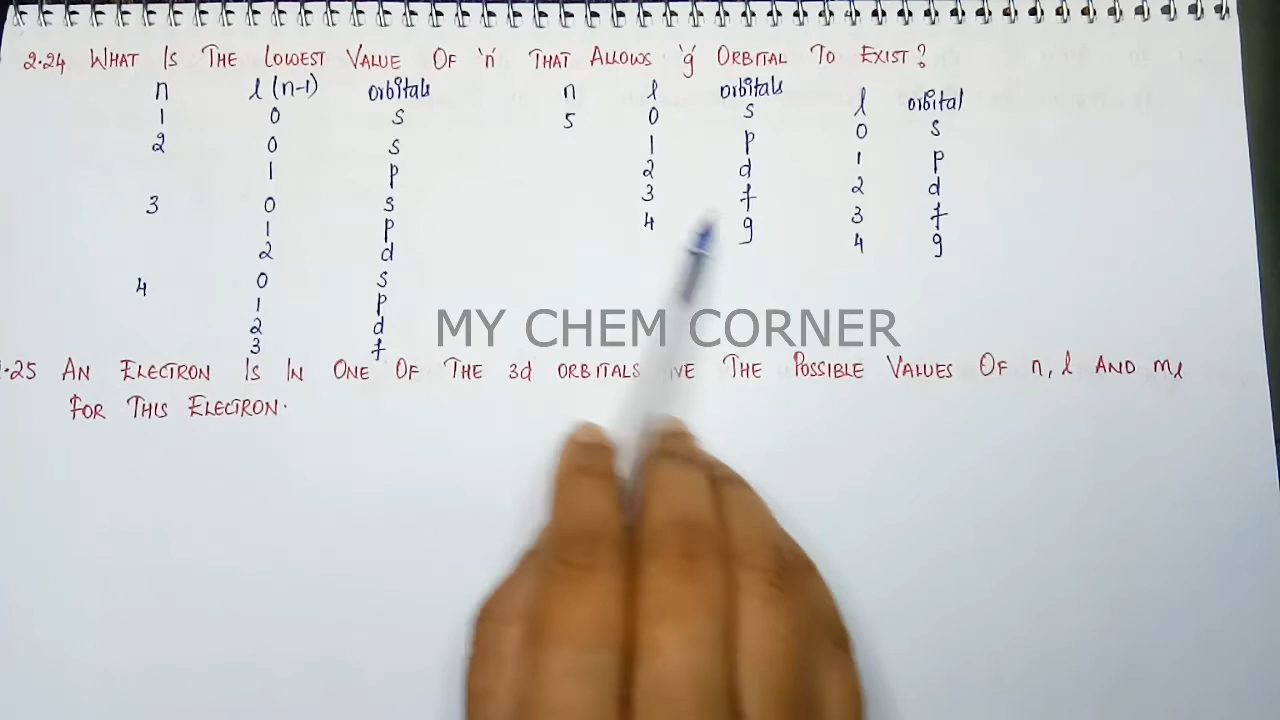 2.24 WHAT IS THE LOWEST VALUE OF 'n' THAT ALLOWS 'g' ORBITAL TO EXIST?
n l (n-1) orbitals
1 0 s
2 0 s
1 p
3 0 s
1 p
2 d
4 0 s
1 p
2 d
3 f
n l orbitals
5 0 s
1 p
2 d
3 f
4 g
l orbital
0 s
1 p
2 d
3 f
4 g
MY CHEM CORNER
.25 AN ELECTRON IS IN ONE OF THE 3d ORBITALS IVE THE POSSIBLE VALUES OF n, l AND ml
FOR THIS ELECTRON.